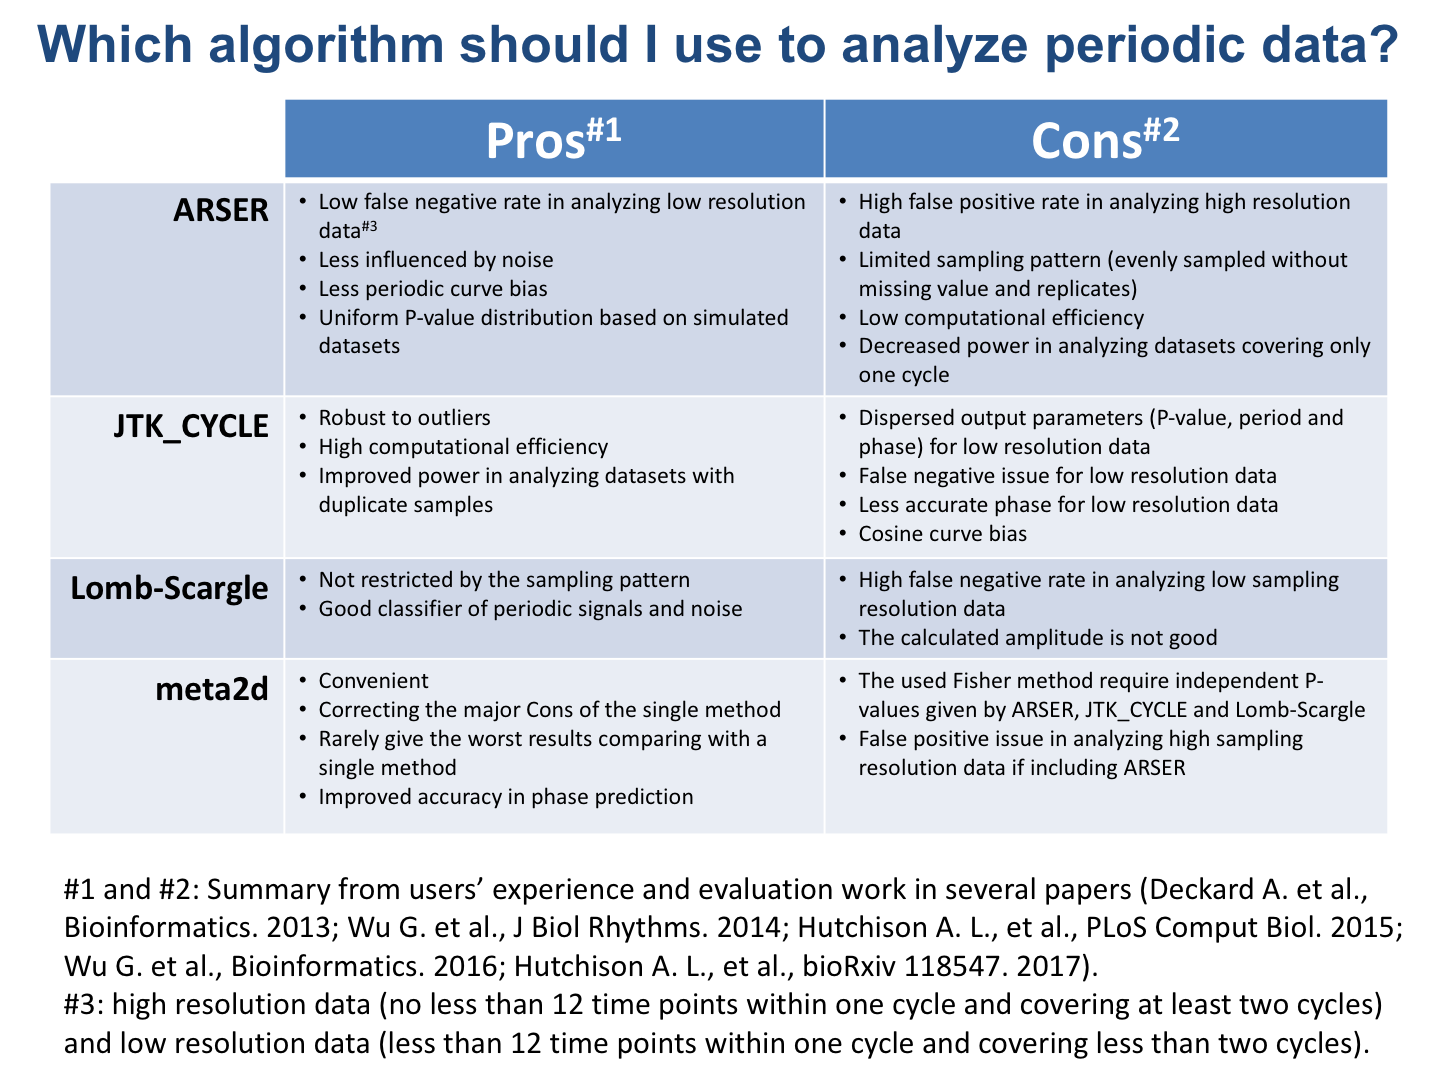 Which algorithm should I use to analyze periodic data?
Pros#1
Cons#2
ARSER
• Low false negative rate in analyzing low resolution
data#3
• Less influenced by noise
• Less periodic curve bias
• Uniform P-value distribution based on simulated
datasets
• High false positive rate in analyzing high resolution
data
• Limited sampling pattern (evenly sampled without
missing value and replicates)
• Low computational efficiency
• Decreased power in analyzing datasets covering only
one cycle
JTK_CYCLE
• Robust to outliers
• High computational efficiency
• Improved power in analyzing datasets with
duplicate samples
• Dispersed output parameters (P-value, period and
phase) for low resolution data
• False negative issue for low resolution data
• Less accurate phase for low resolution data
• Cosine curve bias
Lomb-Scargle
• Not restricted by the sampling pattern
• Good classifier of periodic signals and noise
• High false negative rate in analyzing low sampling
resolution data
• The calculated amplitude is not good
meta2d
• Convenient
• Correcting the major Cons of the single method
• Rarely give the worst results comparing with a
single method
• Improved accuracy in phase prediction
• The used Fisher method require independent P-
values given by ARSER, JTK_CYCLE and Lomb-Scargle
• False positive issue in analyzing high sampling
resolution data if including ARSER
#1 and #2: Summary from users’ experience and evaluation work in several papers (Deckard A. et al.,
Bioinformatics. 2013; Wu G. et al., J Biol Rhythms. 2014; Hutchison A. L., et al., PLoS Comput Biol. 2015;
Wu G. et al., Bioinformatics. 2016; Hutchison A. L., et al., bioRxiv 118547. 2017).
#3: high resolution data (no less than 12 time points within one cycle and covering at least two cycles)
and low resolution data (less than 12 time points within one cycle and covering less than two cycles).